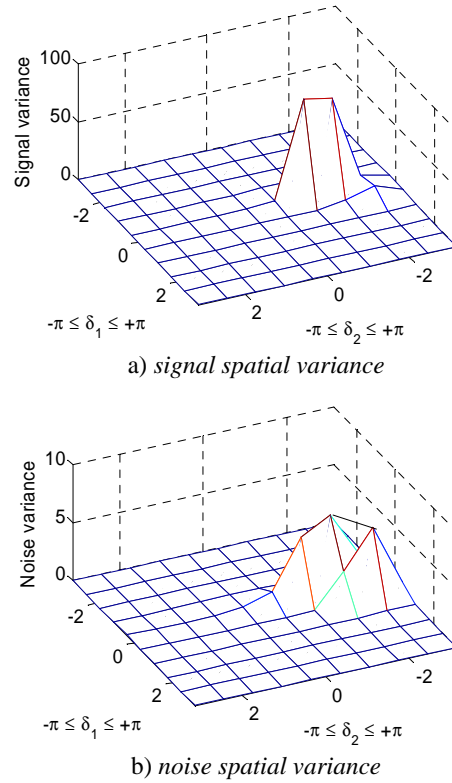 100
50
0
Signal variance
-2
0
2
2
0
-2
-π ≤ δ1 ≤ +π
-π ≤ δ2 ≤ +π
a) signal spatial variance
10
5
0
Noise variance
-2
0
2
2
0
-2
-π ≤ δ1 ≤ +π
-π ≤ δ2 ≤ +π
b) noise spatial variance